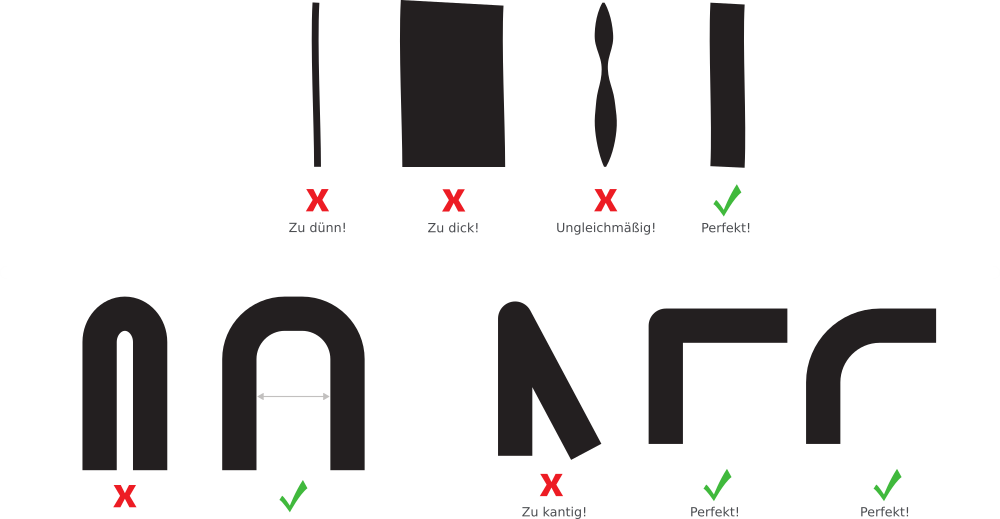 Zu dünn!
Zu dick!
Ungleichmäßig!
Perfekt!
Zu kantig!
Perfekt!
Perfekt!